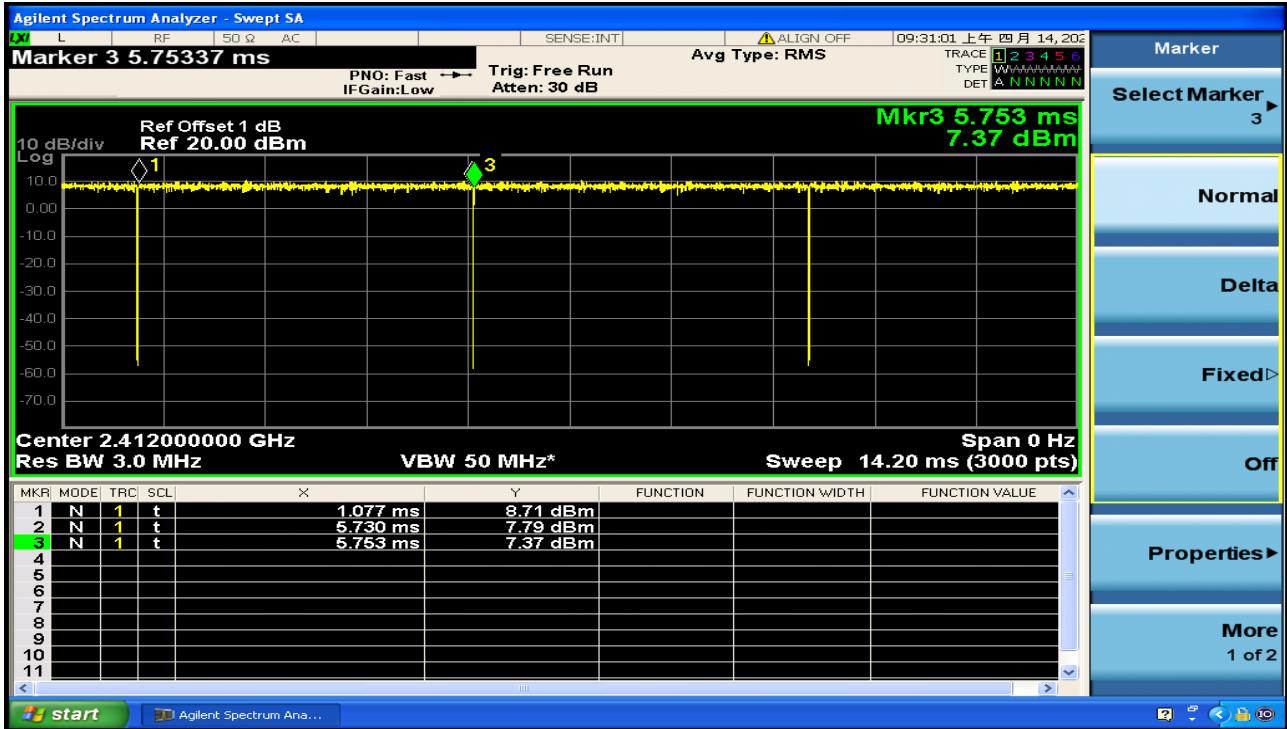 Agilent Spectrum Analyzer - Swept SA
LXI L RF 50 Ω AC SENSE:INT ALIGN OFF 09:31:01 上午 四月 14, 202
Marker 3 5.75337 ms
PNO: Fast
IFGain:Low
Trig: Free Run
Atten: 30 dB
Avg Type: RMS
TRACE 1 2 3 4 5 6
TYPE
DET A N N N N N
Ref Offset 1 dB
Ref 20.00 dBm
10 dB/div
Log
Mkr3 5.753 ms
7.37 dBm
1
3
10.0
0.00
-10.0
-20.0
-30.0
-40.0
-50.0
-60.0
-70.0
Center 2.412000000 GHz
Span 0 Hz
Res BW 3.0 MHz
VBW 50 MHz*
Sweep 14.20 ms (3000 pts)
MKR MODE TRC SCL X Y FUNCTION FUNCTION WIDTH FUNCTION VALUE
1 N 1 t 1.077 ms 8.71 dBm
2 N 1 t 5.730 ms 7.79 dBm
3 N 1 t 5.753 ms 7.37 dBm
4
5
6
7
8
9
10
11
Marker
Select Marker
3
Normal
Delta
Fixed
Off
Properties
More
1 of 2
start
Agilent Spectrum Ana...